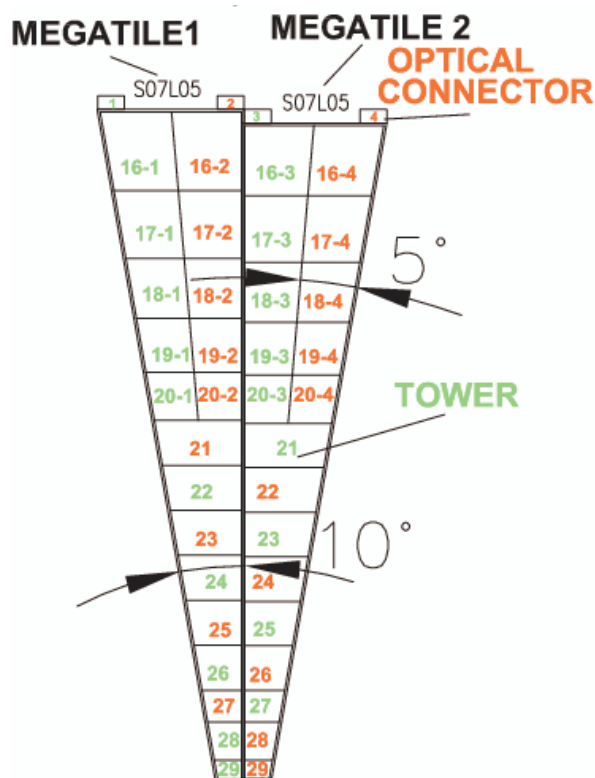 MEGATILE1 MEGATILE 2
OPTICAL
S07L05 S07L05 CONNECTOR
1 2 3 4
16-1 16-2 16-3 16-4
17-1 17-2 17-3 17-4
5°
18-1 18-2 18-3 18-4
19-1 19-2 19-3 19-4
20-1 20-2 20-3 20-4 TOWER
21 21
22 22
23 23 10°
24 24
25 25
26 26
27 27
28 28
29 29